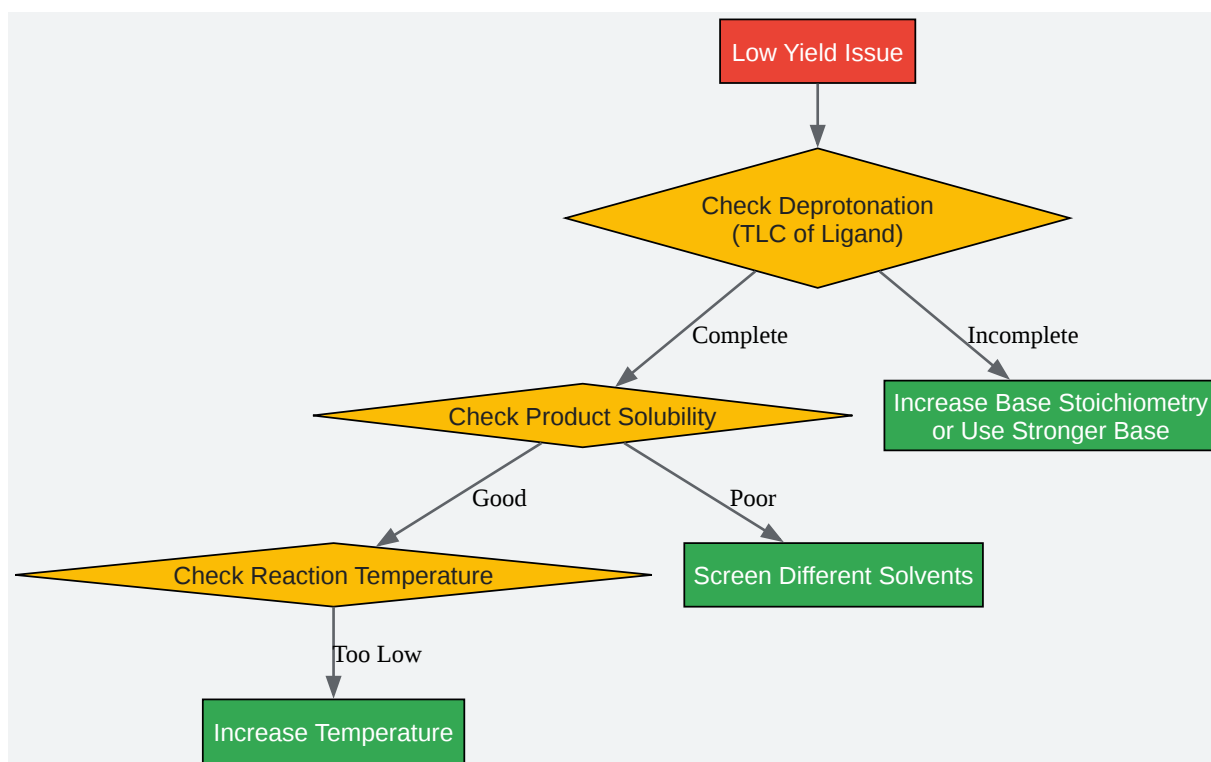 Low Yield Issue
Check Deprotonation
(TLC of Ligand)
Complete
Incomplete
Check Product Solubility
Increase Base Stoichiometry
or Use Stronger Base
Good
Poor
Check Reaction Temperature
Screen Different Solvents
Too Low
Increase Temperature